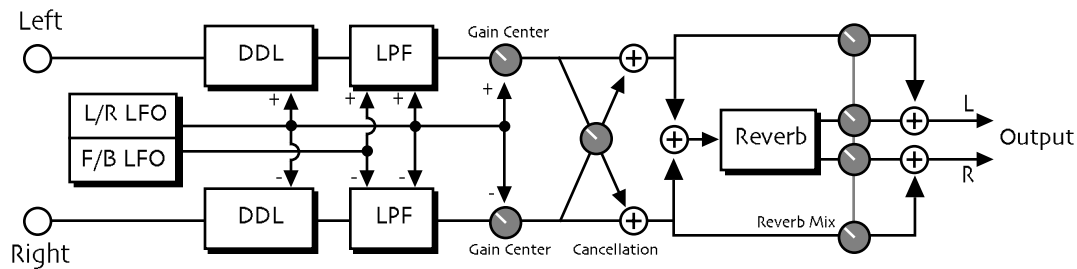 Left
DDL
LPF
Gain Center
+
+
+
+
+
L/R LFO
F/B LFO
+
Reverb
L
Output
R
-
-
-
-
DDL
LPF
+
+
+
Right
Gain Center
Cancellation
Reverb Mix